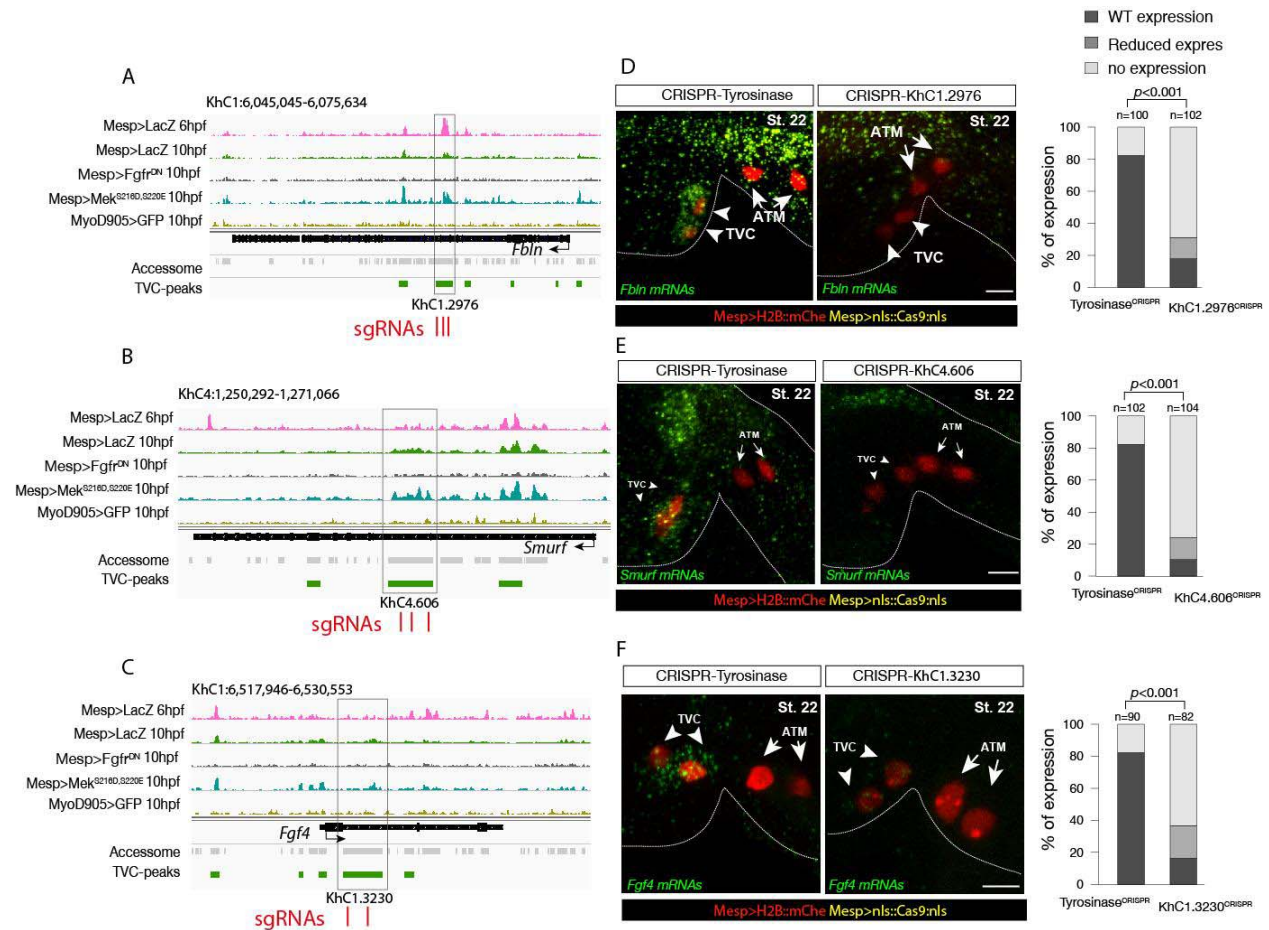 WT expression
Reduced expres
no expression
A
KhC1:6,045,045-6,075,634
Mesp>LacZ 6hpf
Mesp>LacZ 10hpf
Mesp>Fgfrᴰᴺ 10hpf
Mesp>Mekˢ²¹⁶ᴰ,ˢ²²⁰ᴱ 10hpf
MyoD905>GFP 10hpf
Fbln
Accessome
TVC-peaks
KhC1.2976
sgRNAs
D
CRISPR-Tyrosinase
CRISPR-KhC1.2976
St. 22
ATM
TVC
Fbln mRNAs
St. 22
ATM
TVC
Fbln mRNAs
Mesp>H2B::mChe Mesp>nls::Cas9:nls
p<0.001
n=100 n=102
% of expression
100
80
60
40
20
0
Tyrosinaseᶜᴿᴵˢᴾᴿ KhC1.2976ᶜᴿᴵˢᴾᴿ
B
KhC4:1,250,292-1,271,066
Mesp>LacZ 6hpf
Mesp>LacZ 10hpf
Mesp>Fgfrᴰᴺ 10hpf
Mesp>Mekˢ²¹⁶ᴰ,ˢ²²⁰ᴱ 10hpf
MyoD905>GFP 10hpf
Smurf
Accessome
TVC-peaks
KhC4.606
sgRNAs
E
CRISPR-Tyrosinase
CRISPR-KhC4.606
St. 22
ATM
TVC
Smurf mRNAs
St. 22
ATM
TVC
Smurf mRNAs
Mesp>H2B::mChe Mesp>nls::Cas9:nls
p<0.001
n=102 n=104
% of expression
100
80
60
40
20
0
Tyrosinaseᶜᴿᴵˢᴾᴿ KhC4.606ᶜᴿᴵˢᴾᴿ
C
KhC1:6,517,946-6,530,553
Mesp>LacZ 6hpf
Mesp>LacZ 10hpf
Mesp>Fgfrᴰᴺ 10hpf
Mesp>Mekˢ²¹⁶ᴰ,ˢ²²⁰ᴱ 10hpf
MyoD905>GFP 10hpf
Fgf4
Accessome
TVC-peaks
KhC1.3230
sgRNAs
F
CRISPR-Tyrosinase
CRISPR-KhC1.3230
St. 22
TVC
ATM
Fgf4 mRNAs
St. 22
TVC
ATM
Fgf4 mRNAs
Mesp>H2B::mChe Mesp>nls::Cas9:nls
p<0.001
n=90 n=82
% of expression
100
80
60
40
20
0
Tyrosinaseᶜᴿᴵˢᴾᴿ KhC1.3230ᶜᴿᴵˢᴾᴿ